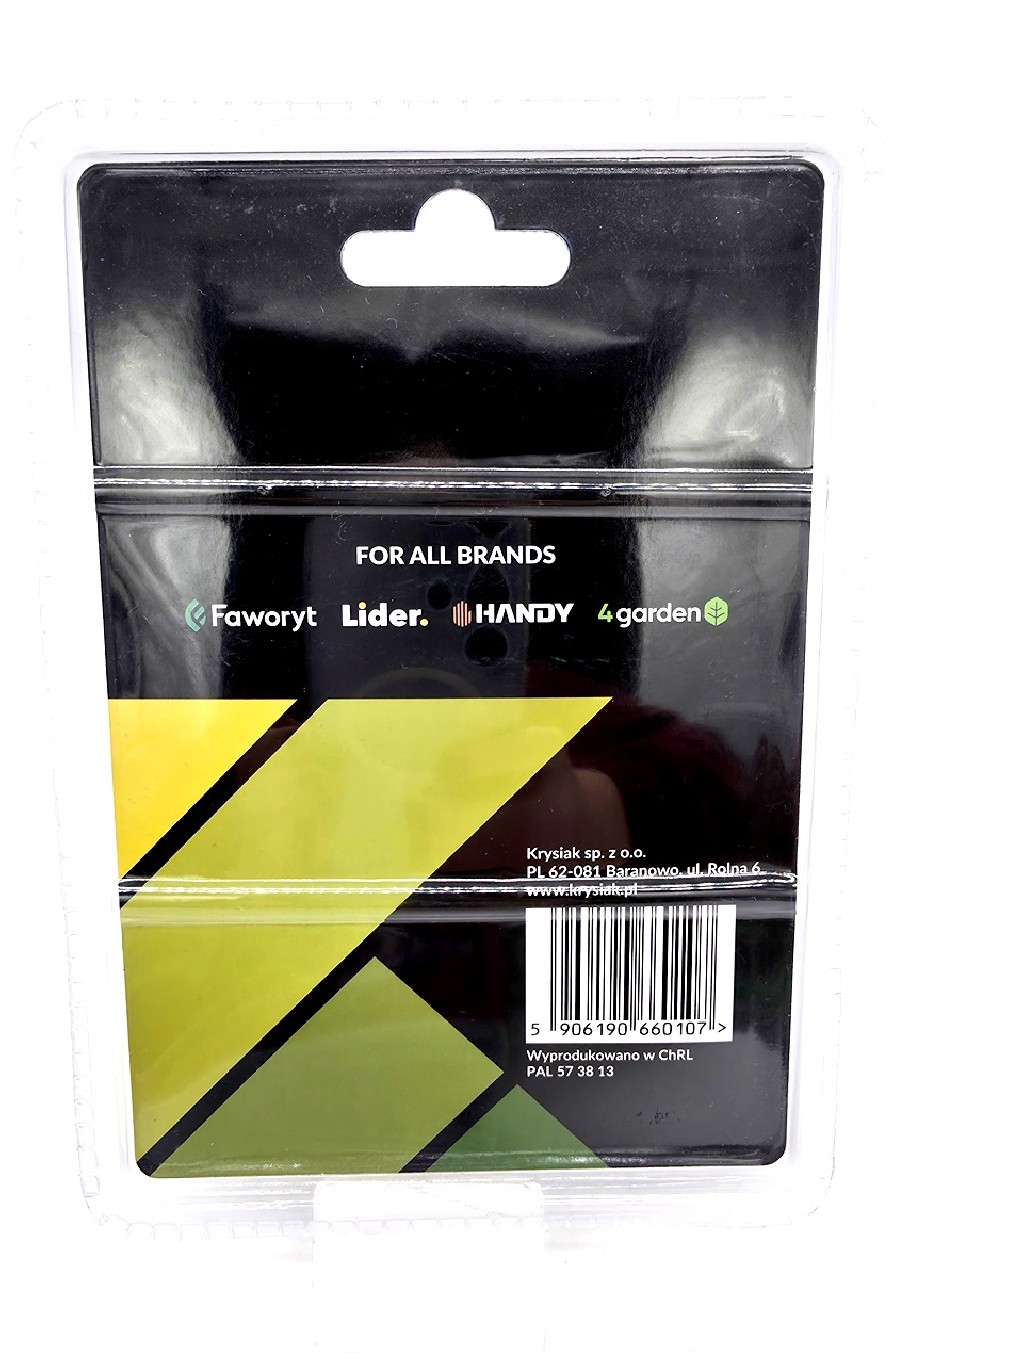 FOR ALL BRANDS
Faworyt Lider. HANDY 4garden
Krysiak sp. z o.o.
PL 62-081 Baranowo, ul. Rolna 6
www.krysiak.pl
5 906190 660107 >
Wyprodukowano w ChRL
PAL 57 38 13